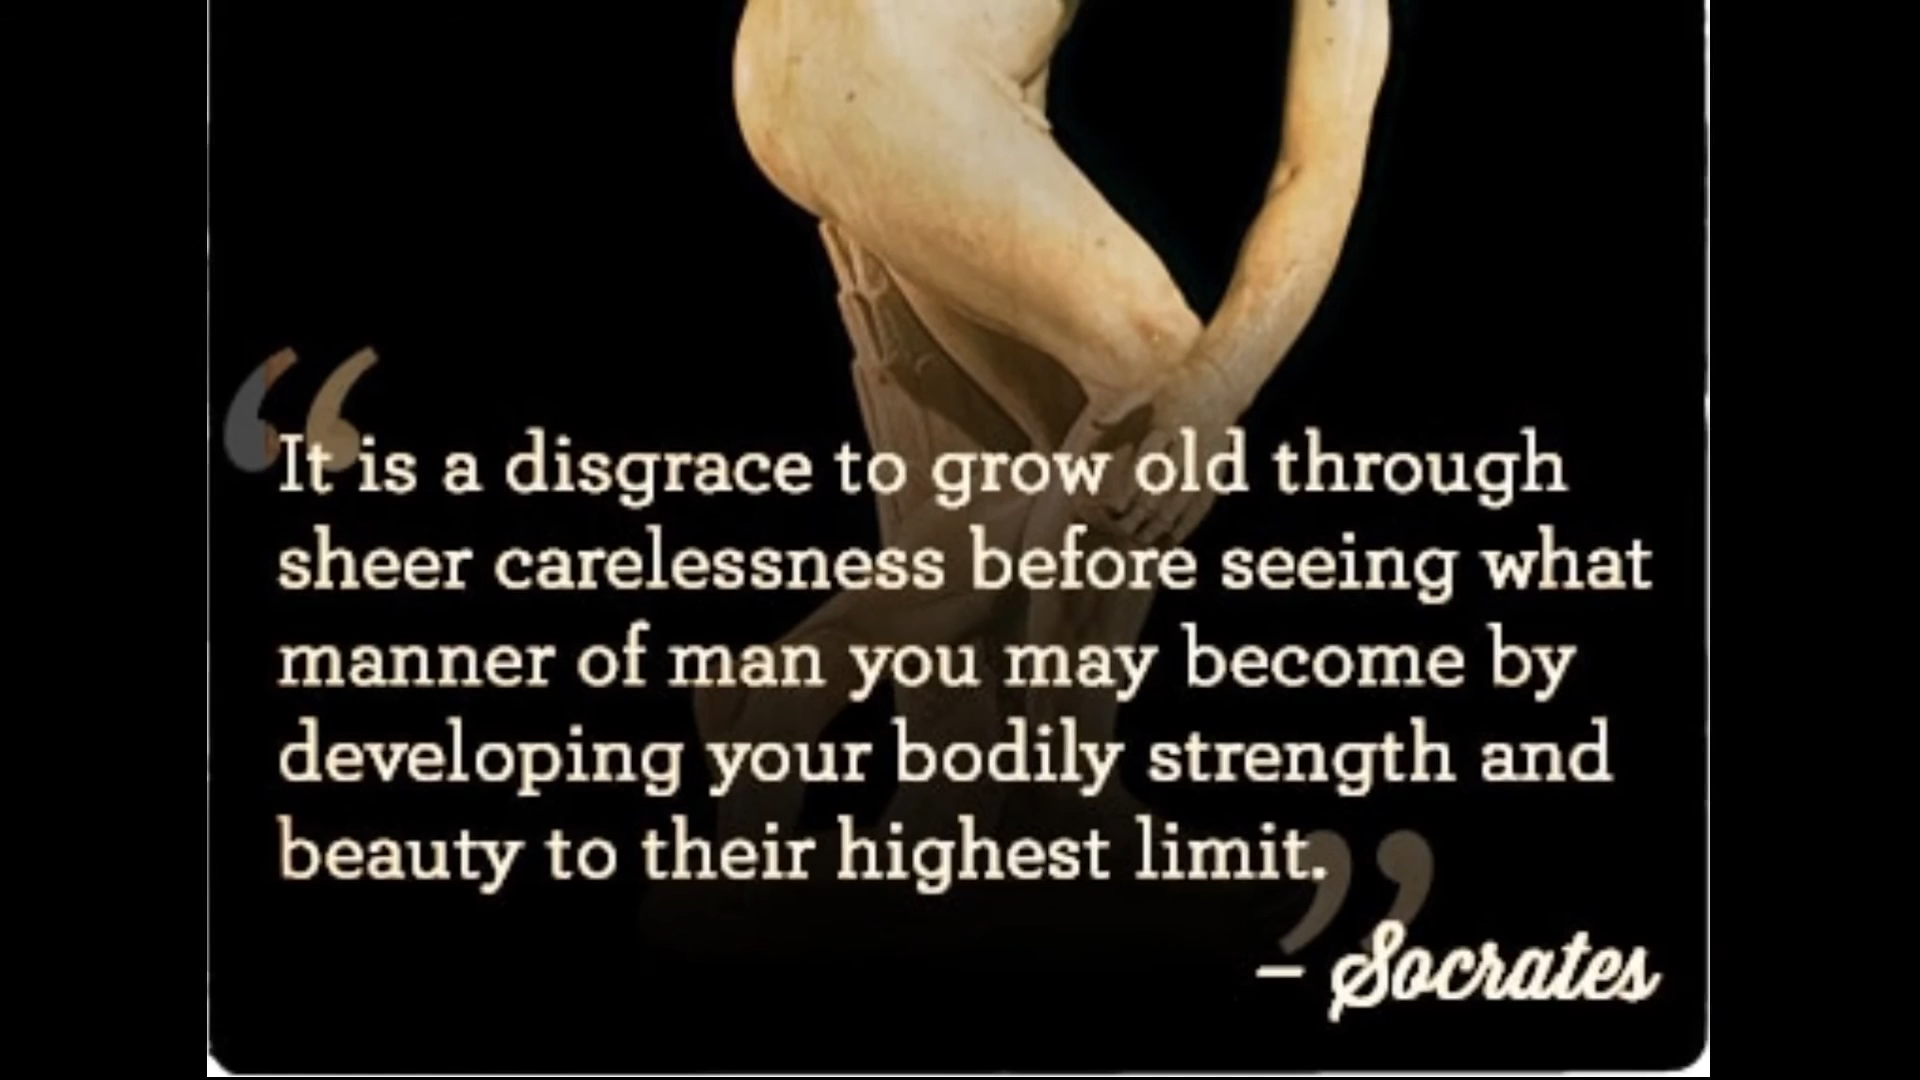 “It is a disgrace to grow old through
sheer carelessness before seeing what
manner of man you may become by
developing your bodily strength and
beauty to their highest limit.”
– Socrates